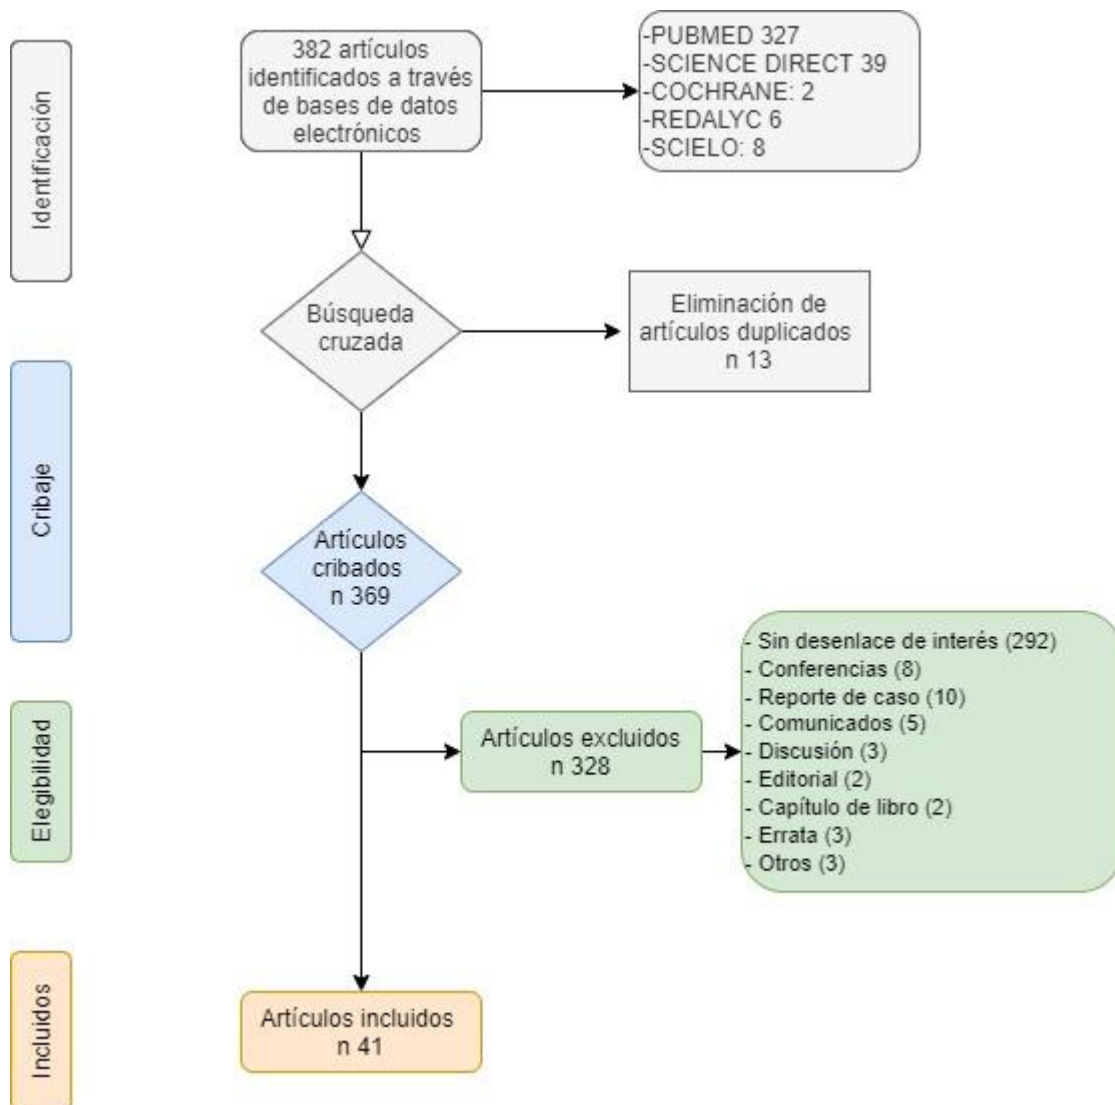 Identificación
382 artículos
identificados a través
de bases de datos
electrónicos
-PUBMED 327
-SCIENCE DIRECT 39
-COCHRANE: 2
-REDALYC 6
-SCIELO: 8
Búsqueda
cruzada
Eliminación de
artículos duplicados
n 13
Cribaje
Artículos
cribados
n 369
Elegibilidad
Artículos excluidos
n 328
- Sin desenlace de interés (292)
- Conferencias (8)
- Reporte de caso (10)
- Comunicados (5)
- Discusión (3)
- Editorial (2)
- Capítulo de libro (2)
- Errata (3)
- Otros (3)
Incluidos
Artículos incluidos
n 41